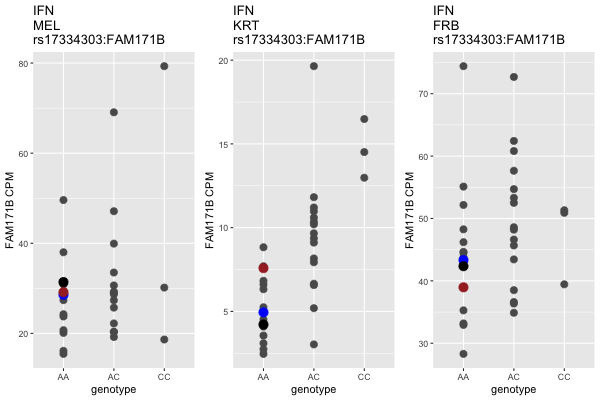 IFN
MEL
rs17334303:FAM171B
FAM171B CPM
80
60
40
20
AA AC CC
genotype
IFN
KRT
rs17334303:FAM171B
FAM171B CPM
20
15
10
5
AA AC CC
genotype
IFN
FRB
rs17334303:FAM171B
FAM171B CPM
70
60
50
40
30
AA AC CC
genotype